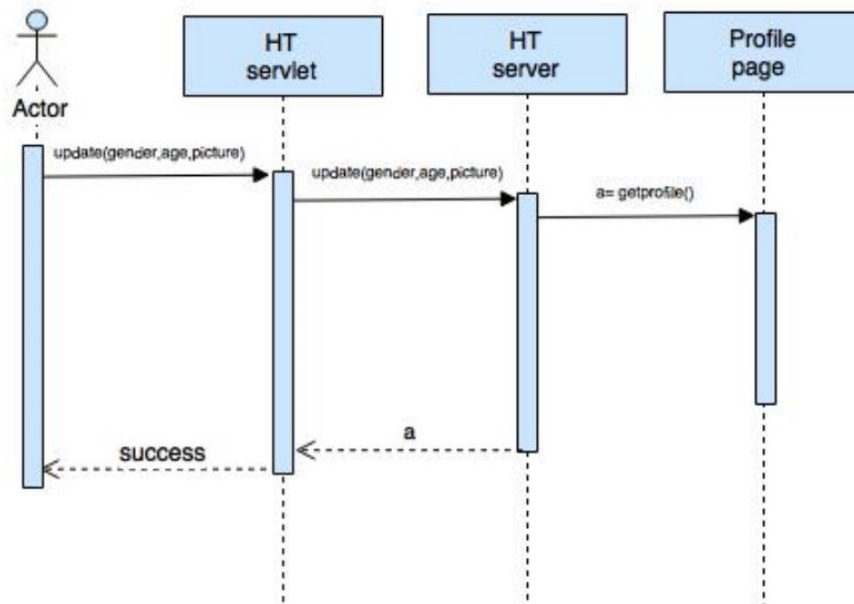 HT
servlet
HT
server
Profile
page
Actor
update(gender,age,picture)
update(gender,age,picture)
a= getprofile()
a
success